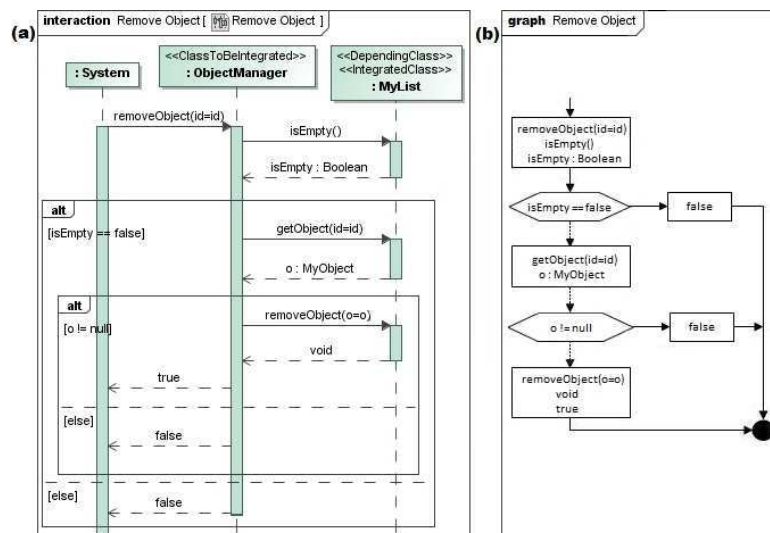 (a)
interaction Remove Object [ Remove Object ]
<<ClassToBeIntegrated>>
<<DependingClass>>
<<IntegratedClass>>
: System
: ObjectManager
: MyList
removeObject(id=id)
isEmpty()
isEmpty : Boolean
alt
[isEmpty == false]
getObject(id=id)
o : MyObject
alt
[o != null]
removeObject(o=o)
void
true
[else]
false
[else]
false
(b)
graph Remove Object
removeObject(id=id)
isEmpty()
isEmpty : Boolean
isEmpty == false
false
getObject(id=id)
o : MyObject
o != null
false
removeObject(o=o)
void
true